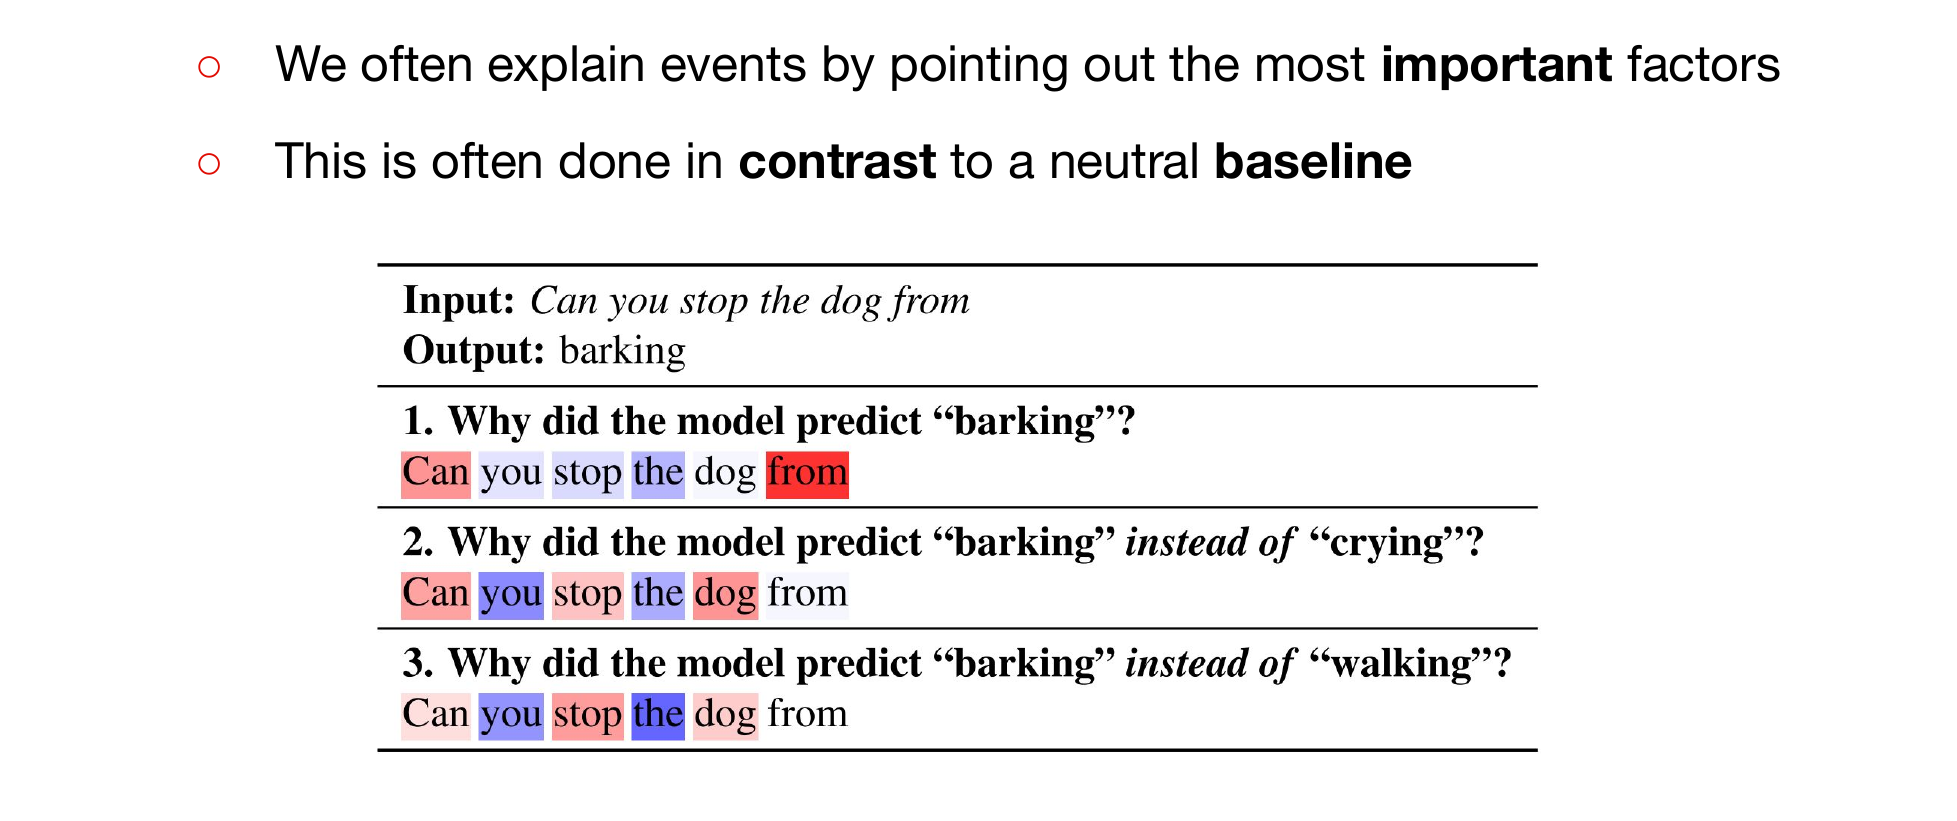 We often explain events by pointing out the most important factors
This is often done in contrast to a neutral baseline
Input: Can you stop the dog from
Output: barking
1. Why did the model predict “barking”?
Can you stop the dog from
2. Why did the model predict “barking” instead of “crying”?
Can you stop the dog from
3. Why did the model predict “barking” instead of “walking”?
Can you stop the dog from